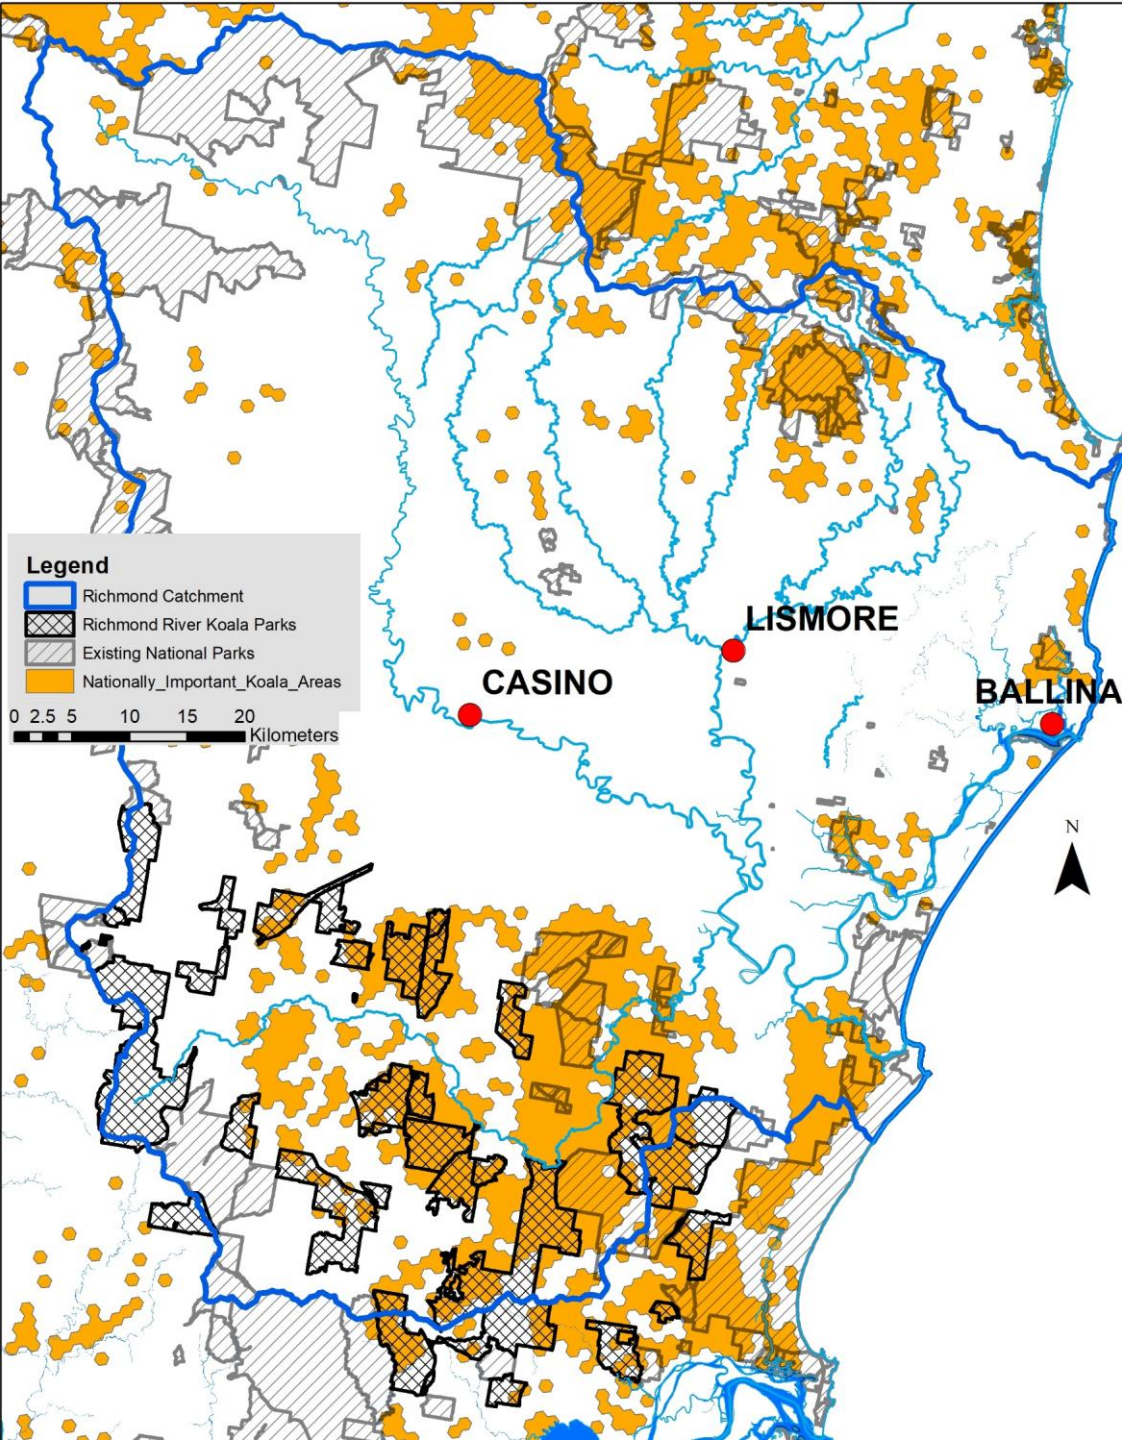 Legend
Richmond Catchment
Richmond River Koala Parks
Existing National Parks
Nationally_Important_Koala_Areas
0 2.5 5 10 15 20
Kilometers
LISMORE
CASINO
BALLINA
N